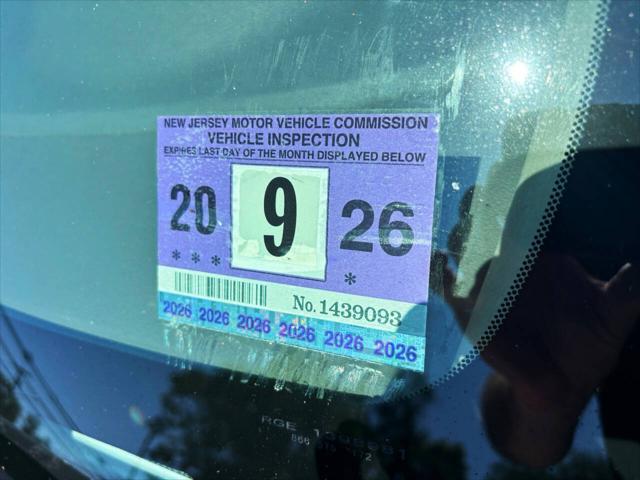 NEW JERSEY MOTOR VEHICLE COMMISSION
VEHICLE INSPECTION
EXPIRES LAST DAY OF THE MONTH DISPLAYED BELOW
20 9 26
* * * *
No. 1439093
2026 2026 2026 2026 2026 2026
RGE